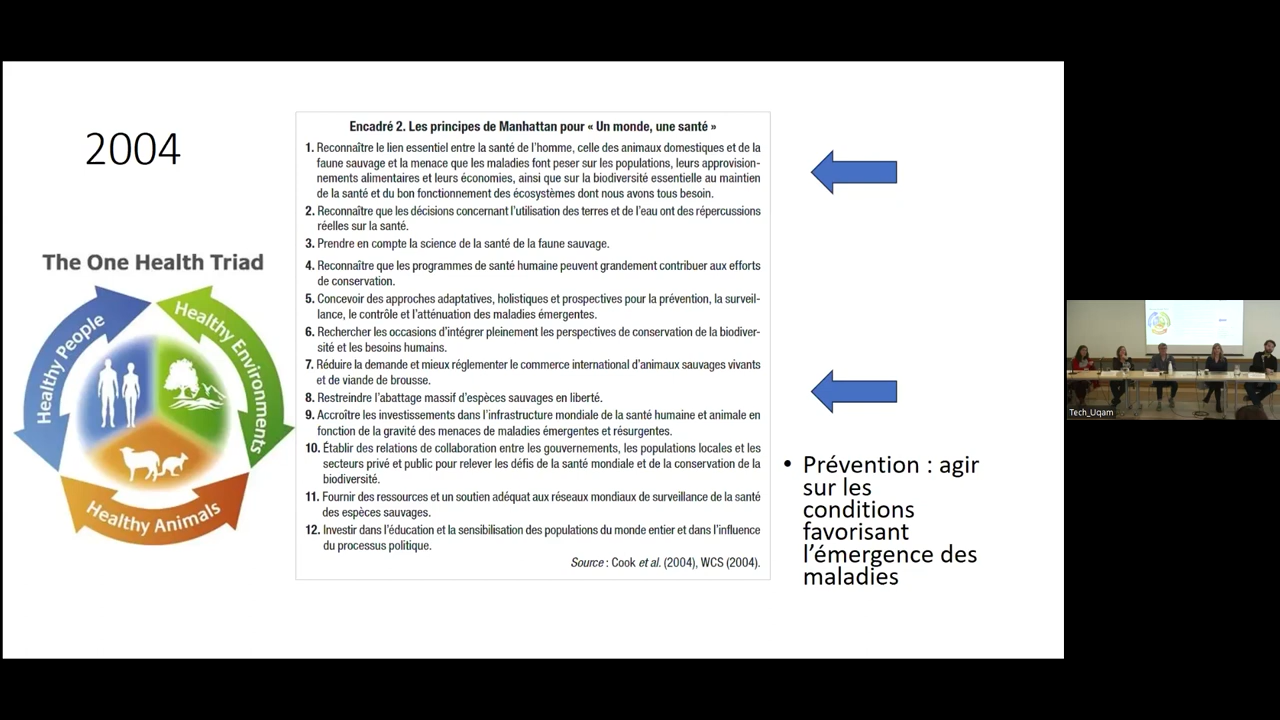 2004
The One Health Triad
Healthy People
Healthy Environments
Healthy Animals
Encadré 2. Les principes de Manhattan pour « Un monde, une santé »
1. Reconnaître le lien essentiel entre la santé de l'homme, celle des animaux domestiques et de la
faune sauvage et la menace que les maladies font peser sur les populations, leurs approvision-
nements alimentaires et leurs économies, ainsi que sur la biodiversité essentielle au maintien
de la santé et du bon fonctionnement des écosystèmes dont nous avons tous besoin.
2. Reconnaître que les décisions concernant l'utilisation des terres et de l'eau ont des répercussions
réelles sur la santé.
3. Prendre en compte la science de la santé de la faune sauvage.
4. Reconnaître que les programmes de santé humaine peuvent grandement contribuer aux efforts
de conservation.
5. Concevoir des approches adaptatives, holistiques et prospectives pour la prévention, la surveil-
lance, le contrôle et l'atténuation des maladies émergentes.
6. Rechercher les occasions d'intégrer pleinement les perspectives de conservation de la biodiver-
sité et les besoins humains.
7. Réduire la demande et mieux réglementer le commerce international d'animaux sauvages vivants
et de viande de brousse.
8. Restreindre l'abattage massif d'espèces sauvages en liberté.
9. Accroître les investissements dans l'infrastructure mondiale de la santé humaine et animale en
fonction de la gravité des menaces de maladies émergentes et résurgentes.
10. Établir des relations de collaboration entre les gouvernements, les populations locales et les
secteurs privé et public pour relever les défis de la santé mondiale et de la conservation de la
biodiversité.
11. Fournir des ressources et un soutien adéquat aux réseaux mondiaux de surveillance de la santé
des espèces sauvages.
12. Investir dans l'éducation et la sensibilisation des populations du monde entier et dans l'influence
du processus politique.
Source : Cook et al. (2004), WCS (2004).
• Prévention : agir
sur les
conditions
favorisant
l'émergence des
maladies
Tech_Uqam